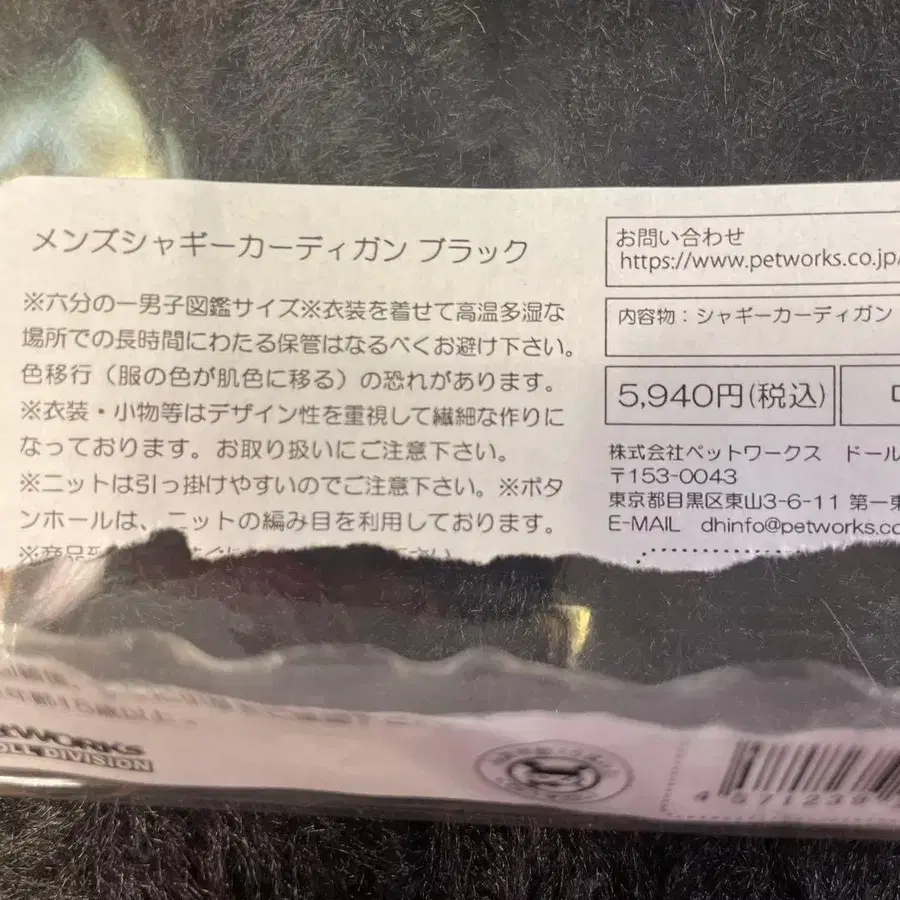 メンズシャギーカーディガン ブラック
※六分の一男子図鑑サイズ※衣装を着せて高温多湿な
場所での長時間にわたる保管はなるべくお避け下さい。
色移行（服の色が肌色に移る）の恐れがあります。
※衣装・小物等はデザイン性を重視して繊細な作りに
なっております。お取り扱いにご注意下さい。
※ニットは引っ掛けやすいのでご注意下さい。※ボタ
ンホールは、ニットの編み目を利用しております。
お問い合わせ
https://www.petworks.co.jp/
内容物：シャギーカーディガン
5,940円(税込)
株式会社ペットワークス ドール
〒153-0043
東京都目黒区東山3-6-11 第一東
E-MAIL dhinfo@petworks.co
WORKS
DOLL DIVISION
4 571239